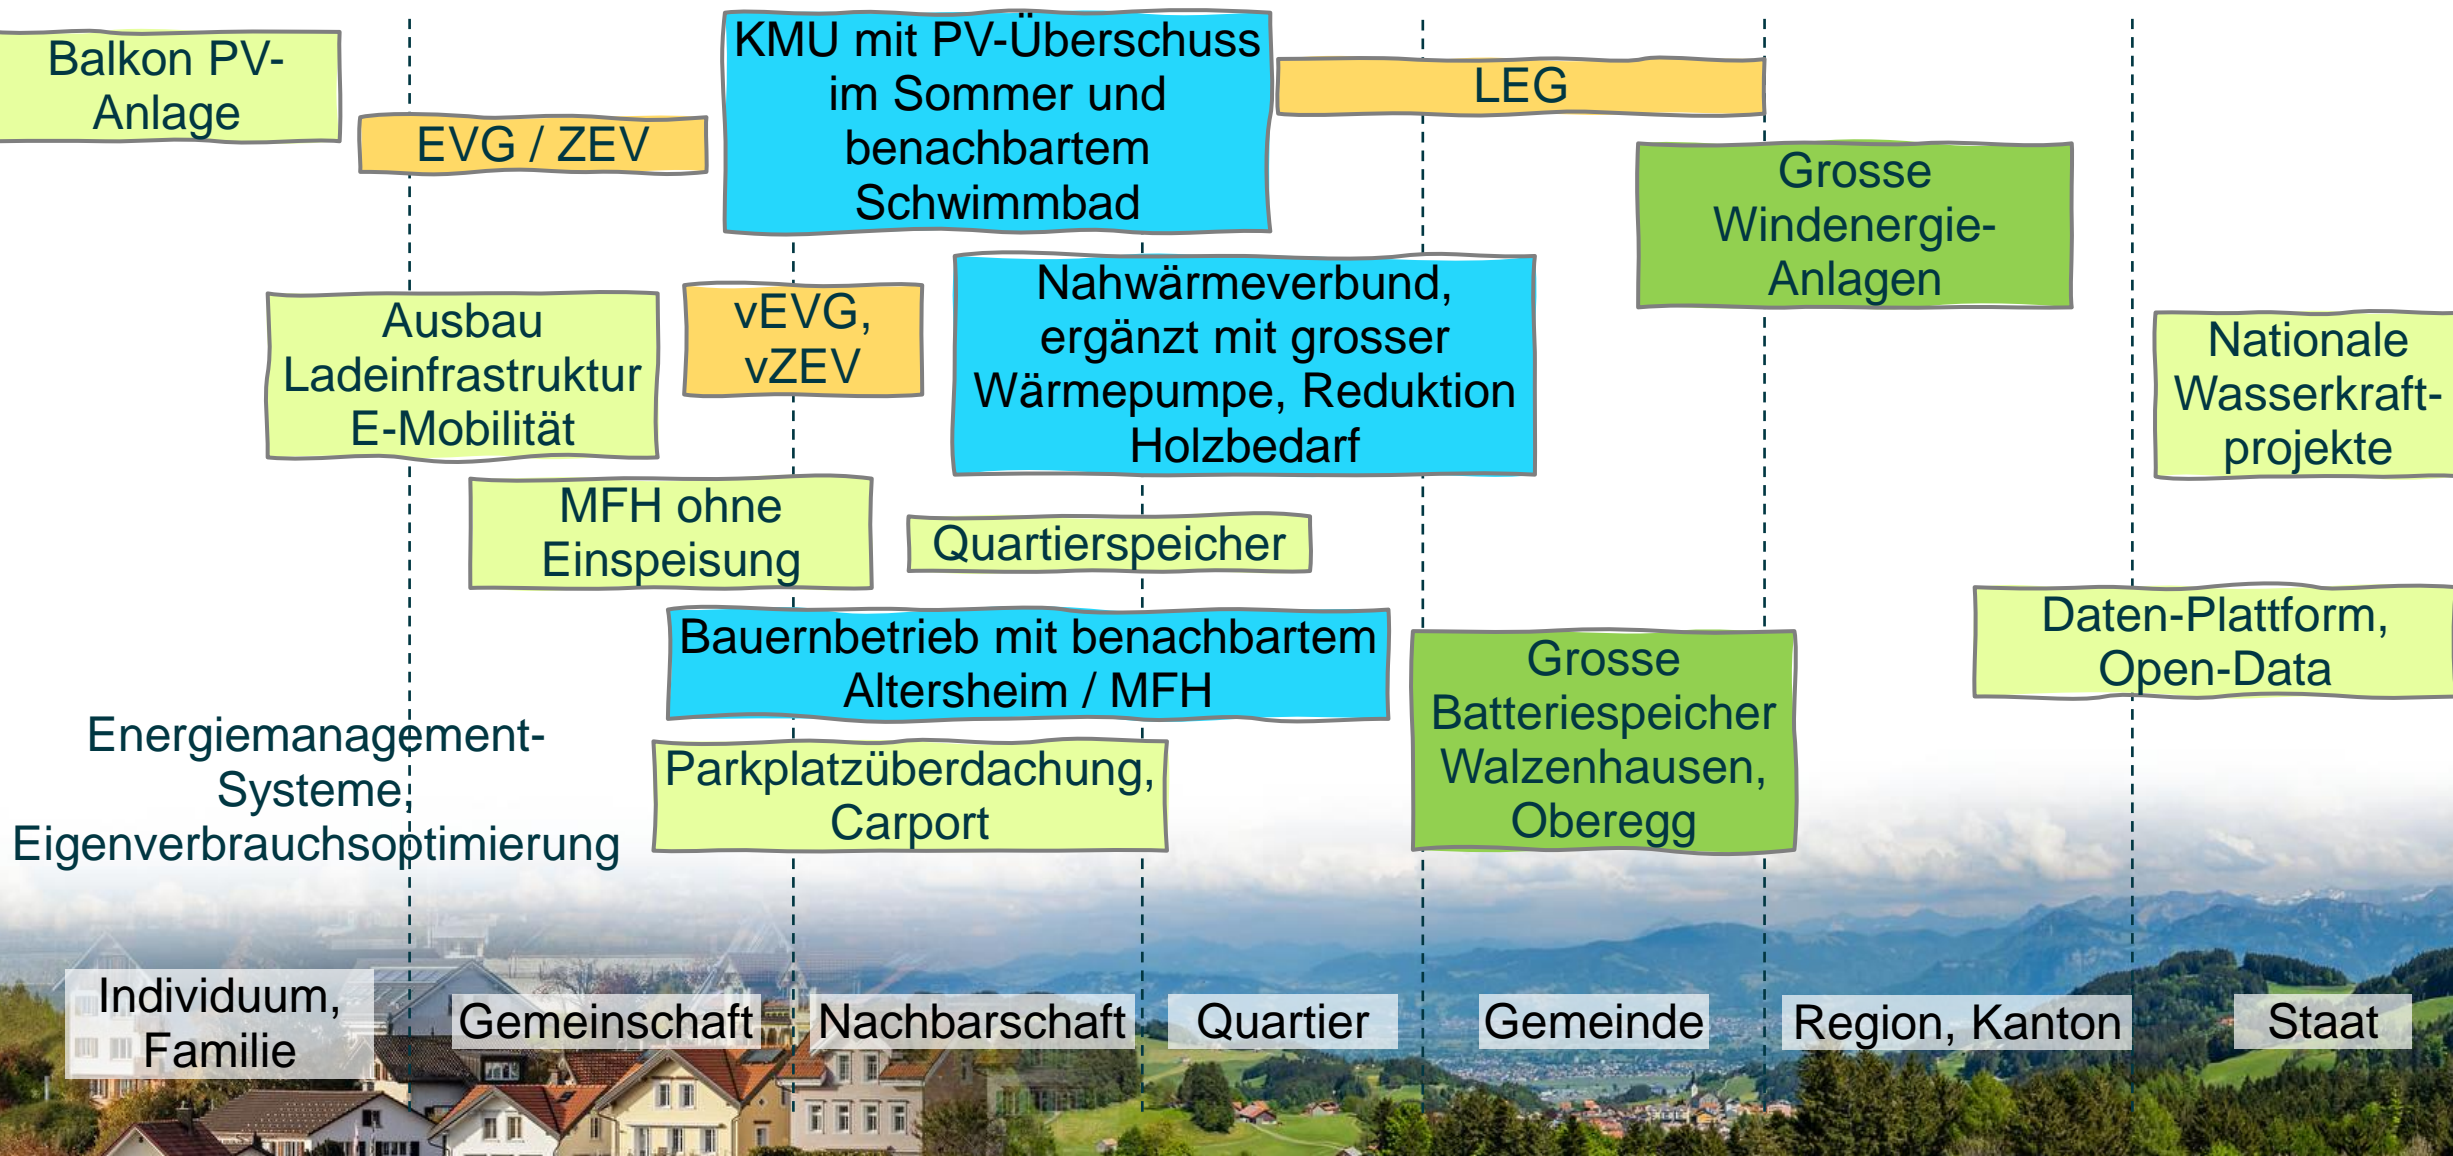 Balkon PV-
Anlage
EVG / ZEV
KMU mit PV-Überschuss
im Sommer und
benachbartem
Schwimmbad
LEG
Grosse
Windenergie-
Anlagen
Ausbau
Ladeinfrastruktur
E-Mobilität
vEVG,
vZEV
Nahwärmeverbund,
ergänzt mit grosser
Wärmepumpe, Reduktion
Holzbedarf
Nationale
Wasserkraft-
projekte
MFH ohne
Einspeisung
Quartierspeicher
Bauernbetrieb mit benachbartem
Altersheim / MFH
Grosse
Batteriespeicher
Walzenhausen,
Oberegg
Daten-Plattform,
Open-Data
Energiemanagement-
Systeme,
Eigenverbrauchsoptimierung
Parkplatzüberdachung,
Carport
Individuum,
Familie
Gemeinschaft
Nachbarschaft
Quartier
Gemeinde
Region, Kanton
Staat